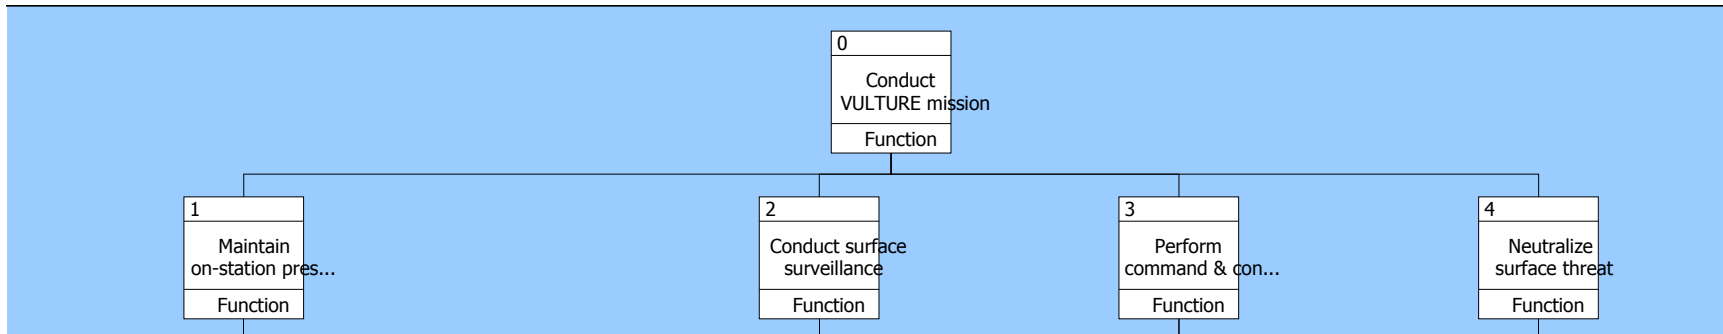 0
Conduct
VULTURE mission
Function
1
Maintain
on-station pres...
Function
2
Conduct surface
surveillance
Function
3
Perform
command & con...
Function
4
Neutralize
surface threat
Function